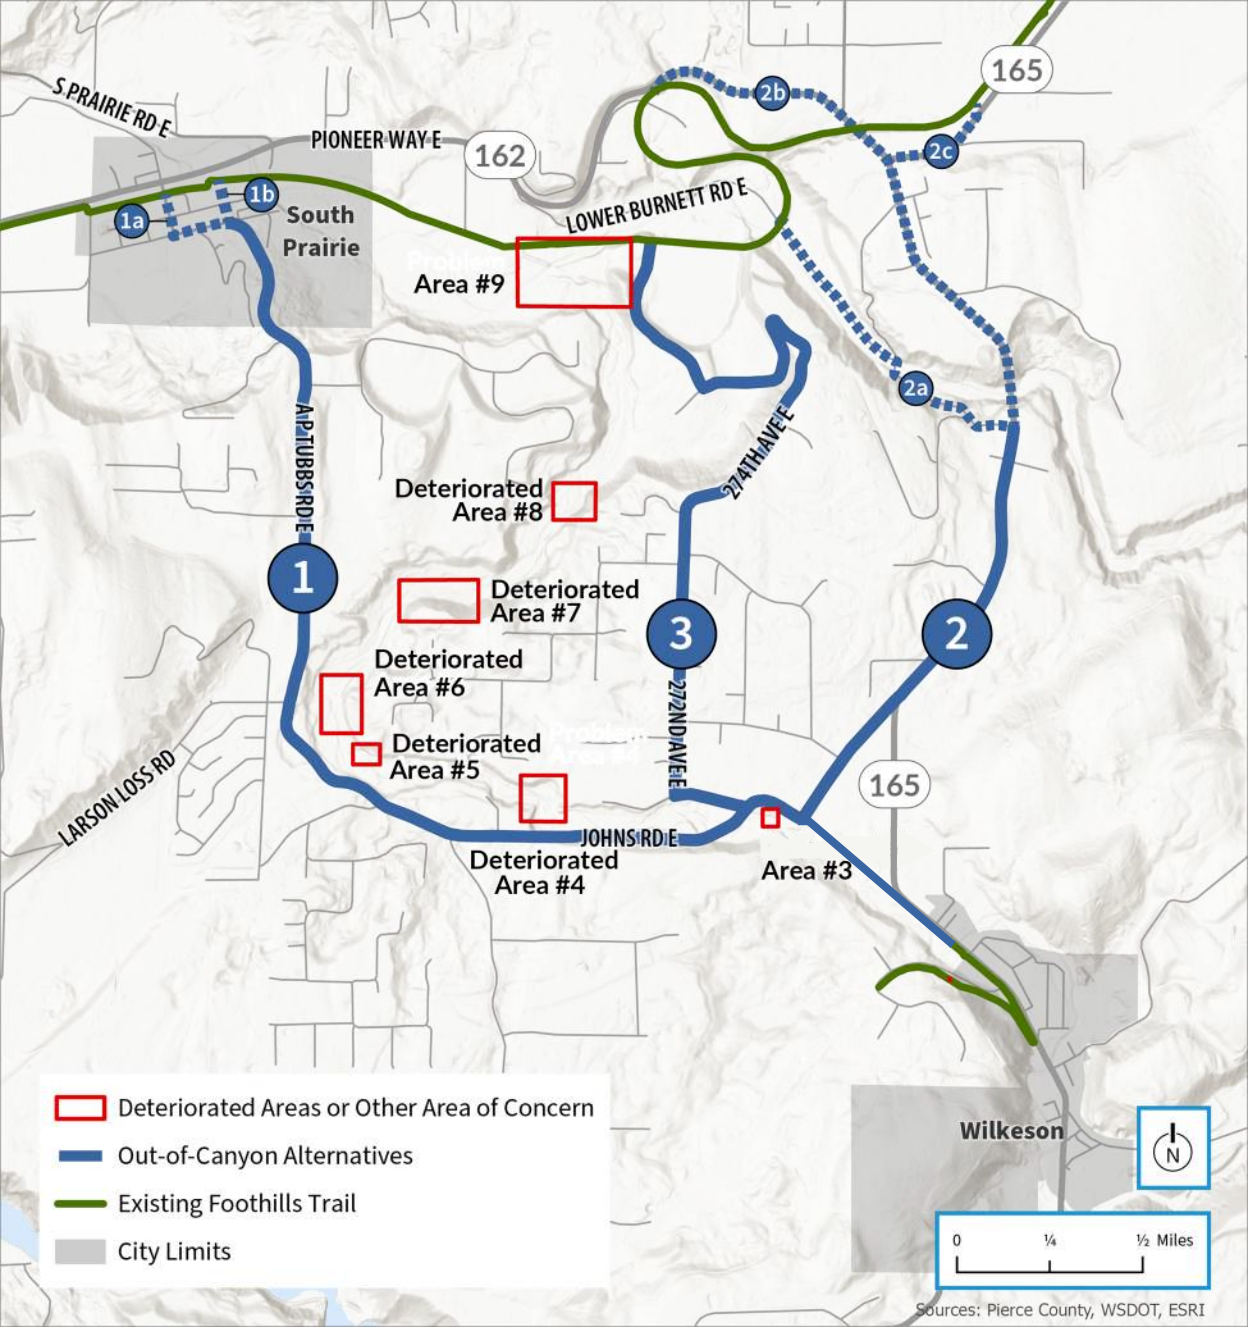 165
2b
S PRAIRIE RD E
PIONEER WAY E
162
2c
LOWER BURNETT RD E
1b
1a
South
Prairie
Problem
Area #9
2a
A P TUBBS RD E
274TH AVE E
Deteriorated
Area #8
1
Deteriorated
Area #7
3
2
Deteriorated
Area #6
272ND AVE E
Deteriorated
Area #5
Problem
Area #4
LARSON LOSS RD
165
JOHNS RD E
Deteriorated
Area #4
Area #3
Deteriorated Areas or Other Area of Concern
Out-of-Canyon Alternatives
Existing Foothills Trail
City Limits
Wilkeson
N
0 ¼ ½ Miles
Sources: Pierce County, WSDOT, ESRI